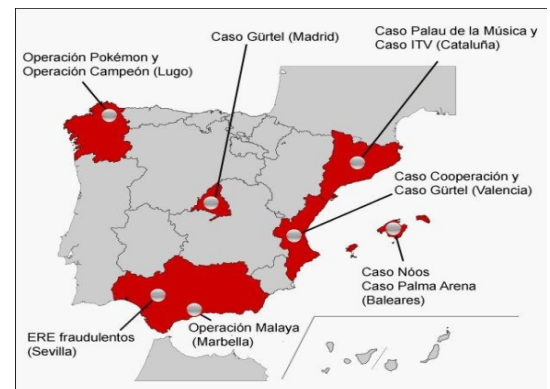 Caso Gürtel (Madrid)
Caso Palau de la Música y
Caso ITV (Cataluña)
Operación Pokémon y
Operación Campeón (Lugo)
Caso Cooperación y
Caso Gürtel (Valencia)
Caso Nóos
Caso Palma Arena
(Baleares)
ERE fraudulentos
(Sevilla)
Operación Malaya
(Marbella)